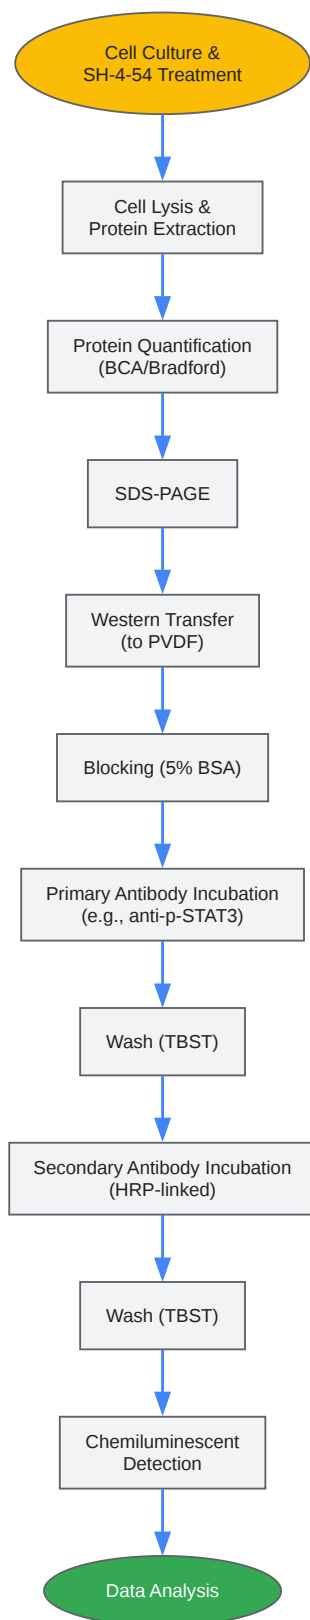 Cell Culture &
SH-4-54 Treatment
Cell Lysis &
Protein Extraction
Protein Quantification
(BCA/Bradford)
SDS-PAGE
Western Transfer
(to PVDF)
Blocking (5% BSA)
Primary Antibody Incubation
(e.g., anti-p-STAT3)
Wash (TBST)
Secondary Antibody Incubation
(HRP-linked)
Wash (TBST)
Chemiluminescent
Detection
Data Analysis